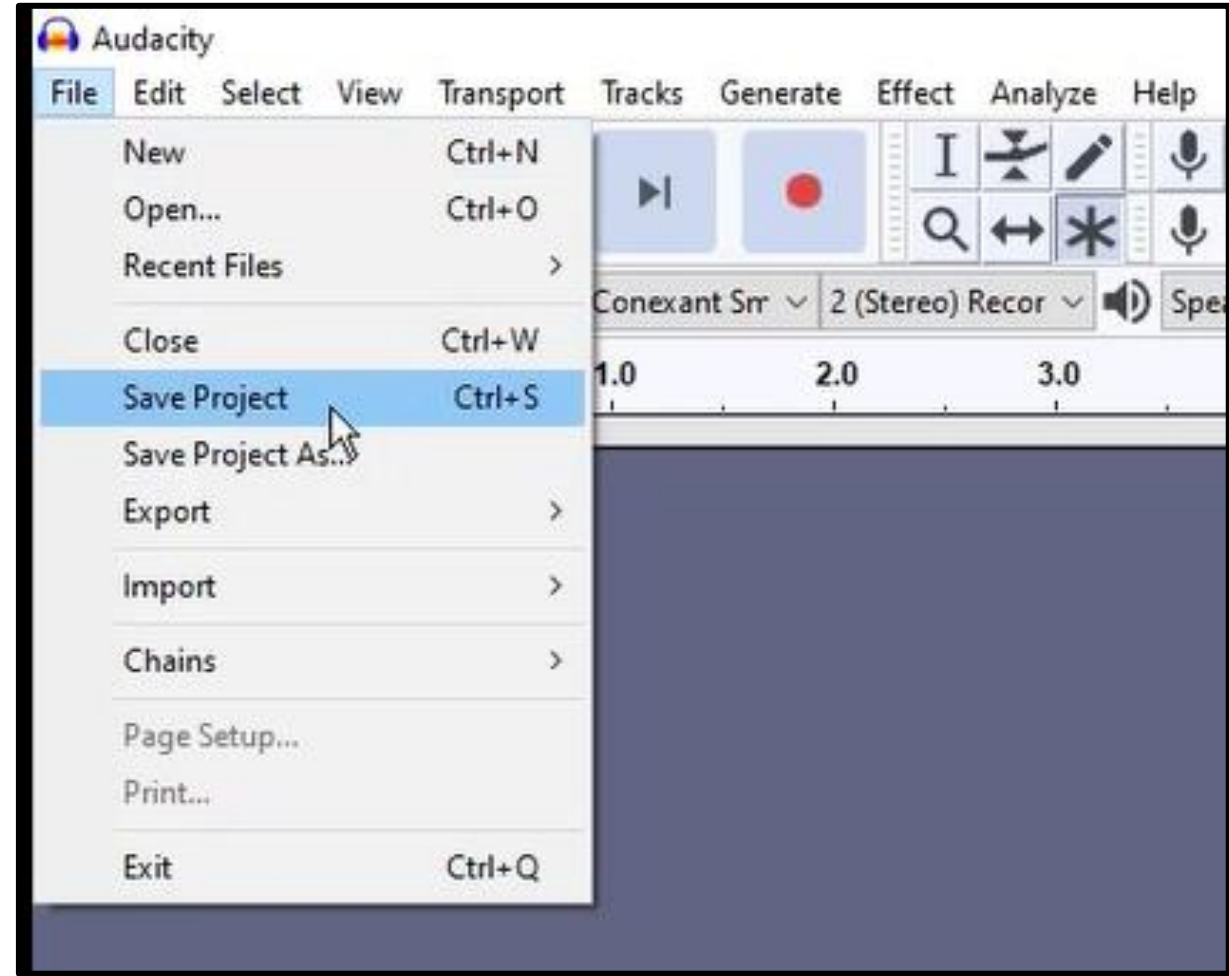 Audacity
File Edit Select View Transport Tracks Generate Effect Analyze Help
New Ctrl+N
Open... Ctrl+O
Recent Files
Conexant Sm 2 (Stereo) Recor Spea
Close Ctrl+W
1.0 2.0 3.0
Save Project Ctrl+S
Save Project As...
Export
Import
Chains
Page Setup...
Print...
Exit Ctrl+Q